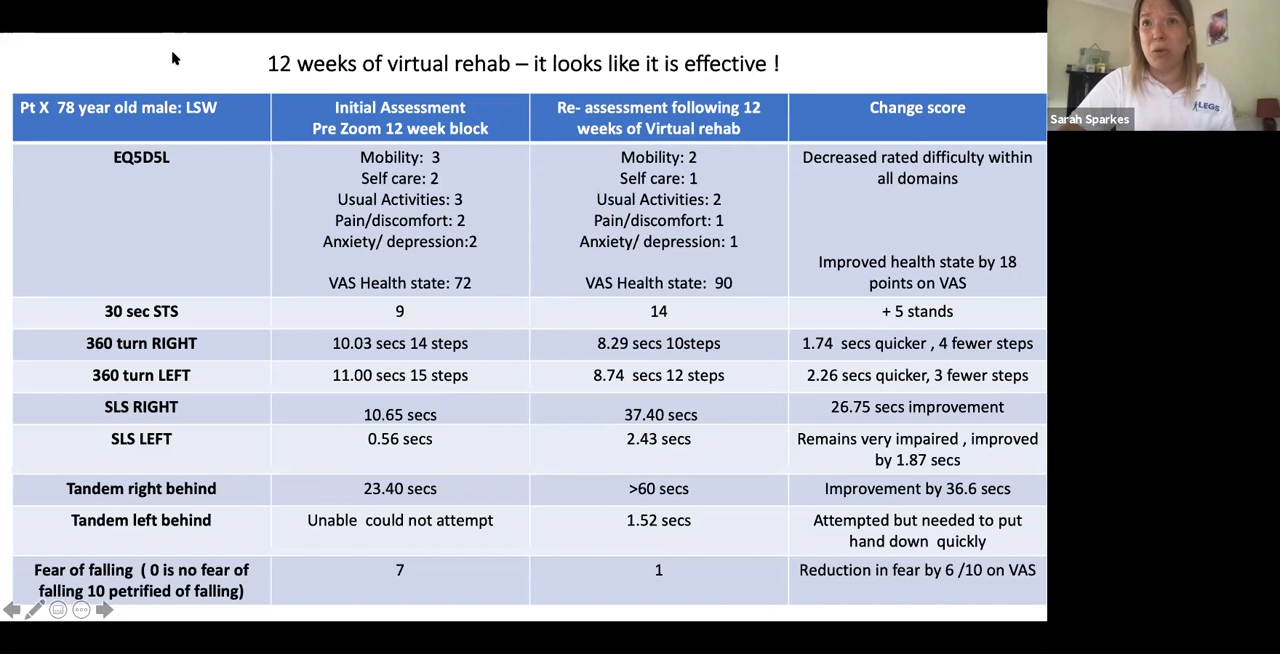 12 weeks of virtual rehab – it looks like it is effective !
Pt X 78 year old male: LSW
Initial Assessment
Pre Zoom 12 week block
Re- assessment following 12
weeks of Virtual rehab
Change score
EQ5D5L
Mobility: 3
Self care: 2
Usual Activities: 3
Pain/discomfort: 2
Anxiety/ depression:2
VAS Health state: 72
Mobility: 2
Self care: 1
Usual Activities: 2
Pain/discomfort: 1
Anxiety/ depression: 1
VAS Health state: 90
Decreased rated difficulty within
all domains
Improved health state by 18
points on VAS
30 sec STS
9
14
+ 5 stands
360 turn RIGHT
10.03 secs 14 steps
8.29 secs 10steps
1.74 secs quicker , 4 fewer steps
360 turn LEFT
11.00 secs 15 steps
8.74 secs 12 steps
2.26 secs quicker, 3 fewer steps
SLS RIGHT
10.65 secs
37.40 secs
26.75 secs improvement
SLS LEFT
0.56 secs
2.43 secs
Remains very impaired , improved
by 1.87 secs
Tandem right behind
23.40 secs
>60 secs
Improvement by 36.6 secs
Tandem left behind
Unable could not attempt
1.52 secs
Attempted but needed to put
hand down quickly
Fear of falling ( 0 is no fear of
falling 10 petrified of falling)
7
1
Reduction in fear by 6 /10 on VAS
LEGS
Sarah Sparkes